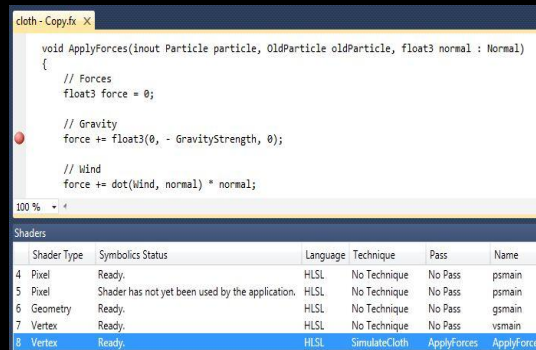 cloth - Copy.fx X
void ApplyForces(inout Particle particle, OldParticle oldParticle, float3 normal : Normal)
{
// Forces
float3 force = 0;
// Gravity
force += float3(0, - GravityStrength, 0);
// Wind
force += dot(Wind, normal) * normal;
100 %
Shaders
Shader Type Symbolics Status Language Technique Pass Name
4 Pixel Ready. HLSL No Technique No Pass psmain
5 Pixel Shader has not yet been used by the application. HLSL No Technique No Pass psmain
6 Geometry Ready. HLSL No Technique No Pass gsmain
7 Vertex Ready. HLSL No Technique No Pass vsmain
8 Vertex Ready. HLSL SimulateCloth ApplyForces ApplyForce